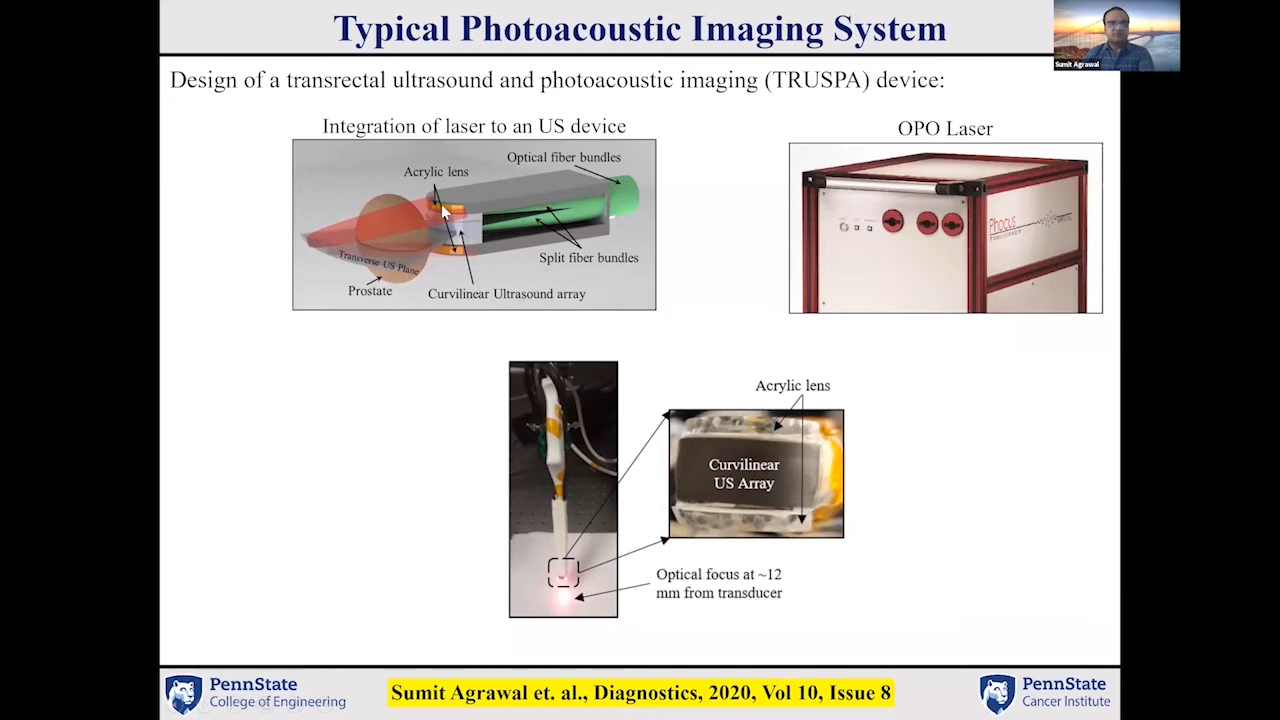 Typical Photoacoustic Imaging System
Sumit Agrawal
Design of a transrectal ultrasound and photoacoustic imaging (TRUSPA) device:
Integration of laser to an US device
OPO Laser
Optical fiber bundles
Acrylic lens
Phocus
Transverse US Plane
Split fiber bundles
Prostate
Curvilinear Ultrasound array
Acrylic lens
Curvilinear
US Array
Optical focus at ~12
mm from transducer
PennState
College of Engineering
Sumit Agrawal et. al., Diagnostics, 2020, Vol 10, Issue 8
PennState
Cancer Institute